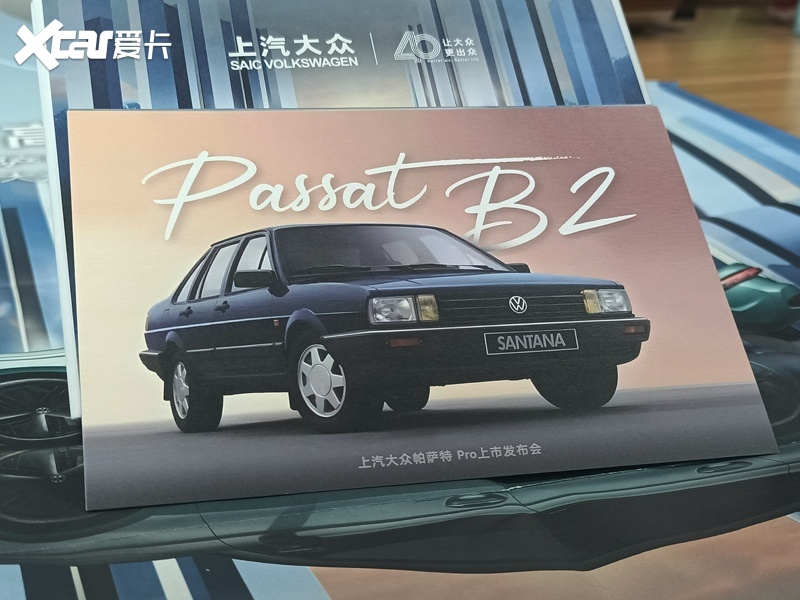 Xcar爱卡
上汽大众
SAIC VOLKSWAGEN
40
让大众
更出众
Passat B2
SANTANA
上汽大众帕萨特 Pro上市发布会